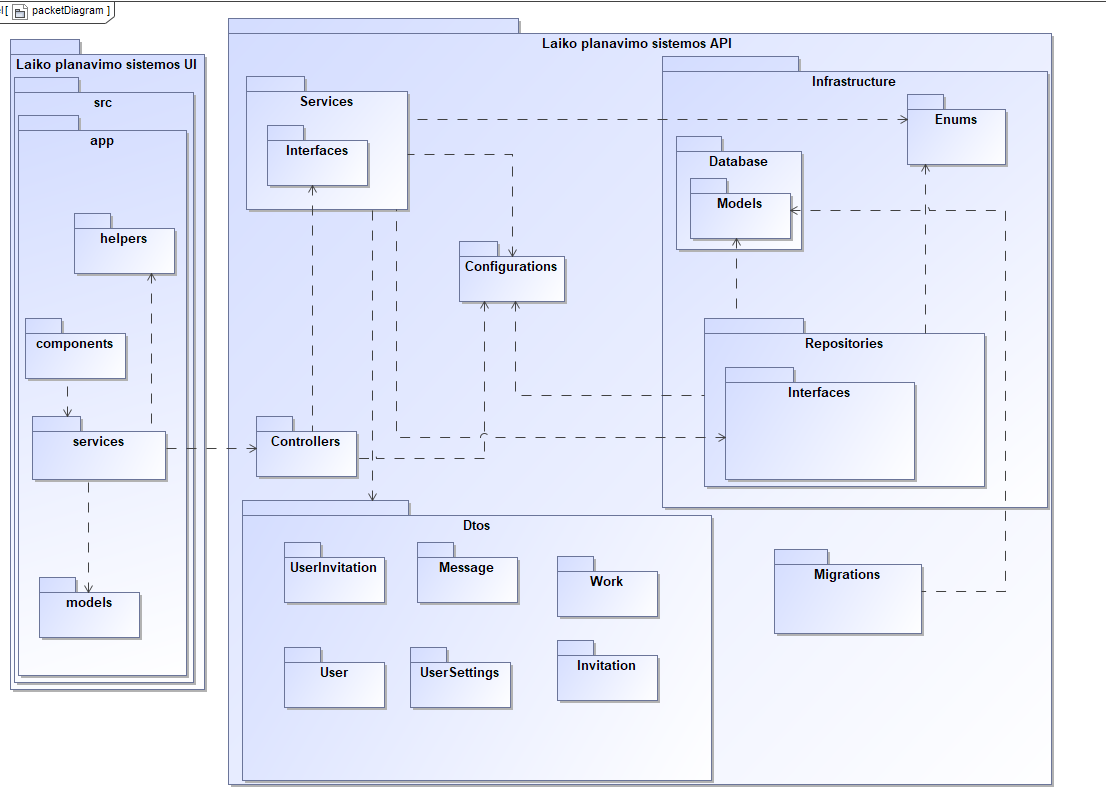 [ packetDiagram ]
Laiko planavimo sistemos UI
src
app
helpers
components
services
models
Laiko planavimo sistemos API
Services
Interfaces
Configurations
Controllers
Infrastructure
Enums
Database
Models
Repositories
Interfaces
Dtos
UserInvitation
Message
Work
User
UserSettings
Invitation
Migrations